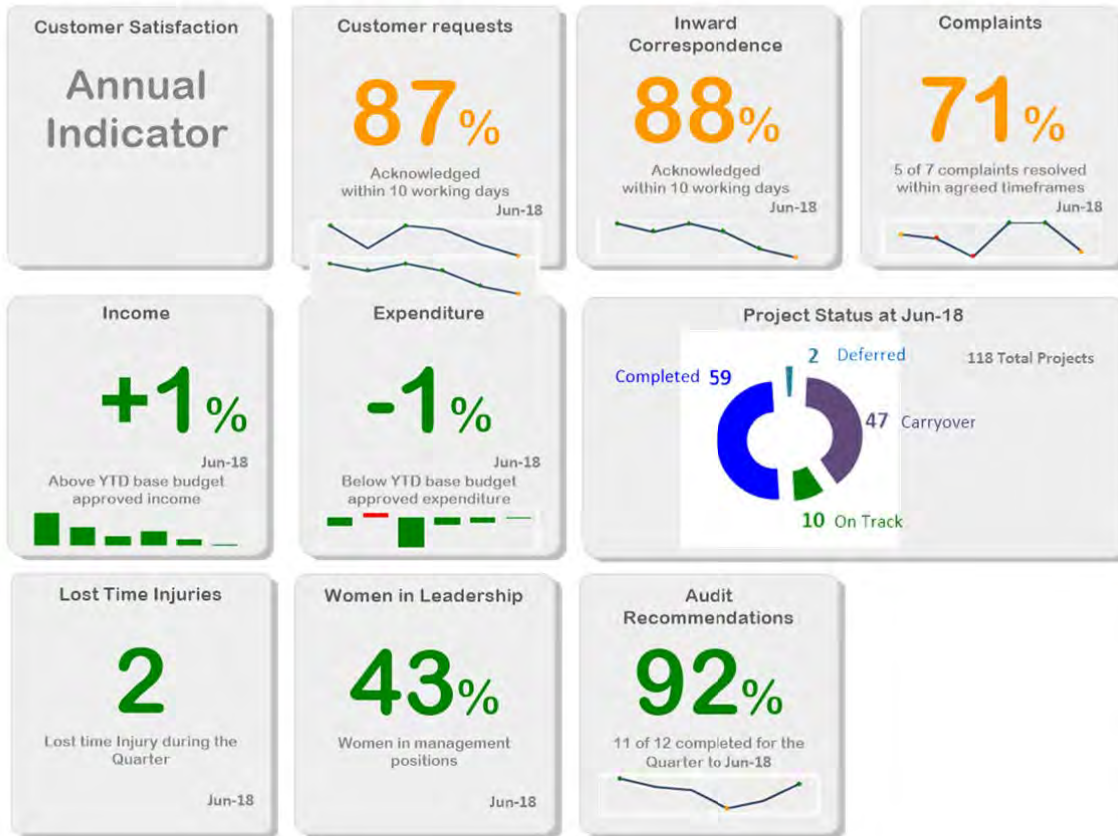 Customer Satisfaction
Annual
Indicator
Customer requests
87%
Acknowledged
within 10 working days
Jun-18
Inward
Correspondence
88%
Acknowledged
within 10 working days
Jun-18
Complaints
71%
5 of 7 complaints resolved
within agreed timeframes
Jun-18
Income
+1%
Jun-18
Above YTD base budget
approved income
Expenditure
-1%
Jun-18
Below YTD base budget
approved expenditure
Project Status at Jun-18
118 Total Projects
2 Deferred
Completed 59
47 Carryover
10 On Track
Lost Time Injuries
2
Lost time Injury during the
Quarter
Jun-18
Women in Leadership
43%
Women in management
positions
Jun-18
Audit
Recommendations
92%
11 of 12 completed for the
Quarter to Jun-18